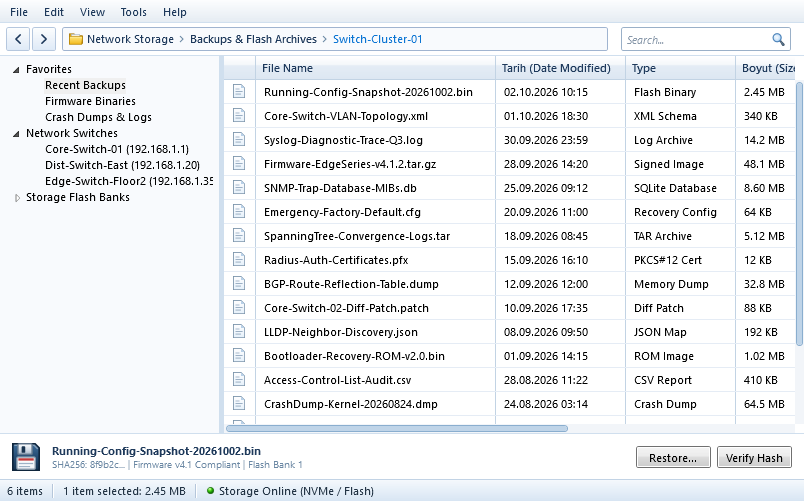 File Edit View Tools Help
Network Storage > Backups & Flash Archives > Switch-Cluster-01
Search...
Favorites
Recent Backups
Firmware Binaries
Crash Dumps & Logs
Network Switches
Core-Switch-01 (192.168.1.1)
Dist-Switch-East (192.168.1.20)
Edge-Switch-Floor2 (192.168.1.35
Storage Flash Banks
File Name Tarih (Date Modified) Type Boyut (Siz
Running-Config-Snapshot-20261002.bin 02.10.2026 10:15 Flash Binary 2.45 MB
Core-Switch-VLAN-Topology.xml 01.10.2026 18:30 XML Schema 340 KB
Syslog-Diagnostic-Trace-Q3.log 30.09.2026 23:59 Log Archive 14.2 MB
Firmware-EdgeSeries-v4.1.2.tar.gz 28.09.2026 14:20 Signed Image 48.1 MB
SNMP-Trap-Database-MIBs.db 25.09.2026 09:12 SQLite Database 8.60 MB
Emergency-Factory-Default.cfg 20.09.2026 11:00 Recovery Config 64 KB
SpanningTree-Convergence-Logs.tar 18.09.2026 08:45 TAR Archive 5.12 MB
Radius-Auth-Certificates.pfx 15.09.2026 16:10 PKCS#12 Cert 12 KB
BGP-Route-Reflection-Table.dump 12.09.2026 12:00 Memory Dump 32.8 MB
Core-Switch-02-Diff-Patch.patch 10.09.2026 17:35 Diff Patch 88 KB
LLDP-Neighbor-Discovery.json 08.09.2026 09:50 JSON Map 192 KB
Bootloader-Recovery-ROM-v2.0.bin 01.09.2026 14:15 ROM Image 1.02 MB
Access-Control-List-Audit.csv 28.08.2026 11:22 CSV Report 410 KB
CrashDump-Kernel-20260824.dmp 24.08.2026 03:14 Crash Dump 64.5 MB
Running-Config-Snapshot-20261002.bin
SHA256: 8f9b2c... | Firmware v4.1 Compliant | Flash Bank 1
Restore... Verify Hash
6 items 1 item selected: 2.45 MB Storage Online (NVMe / Flash)